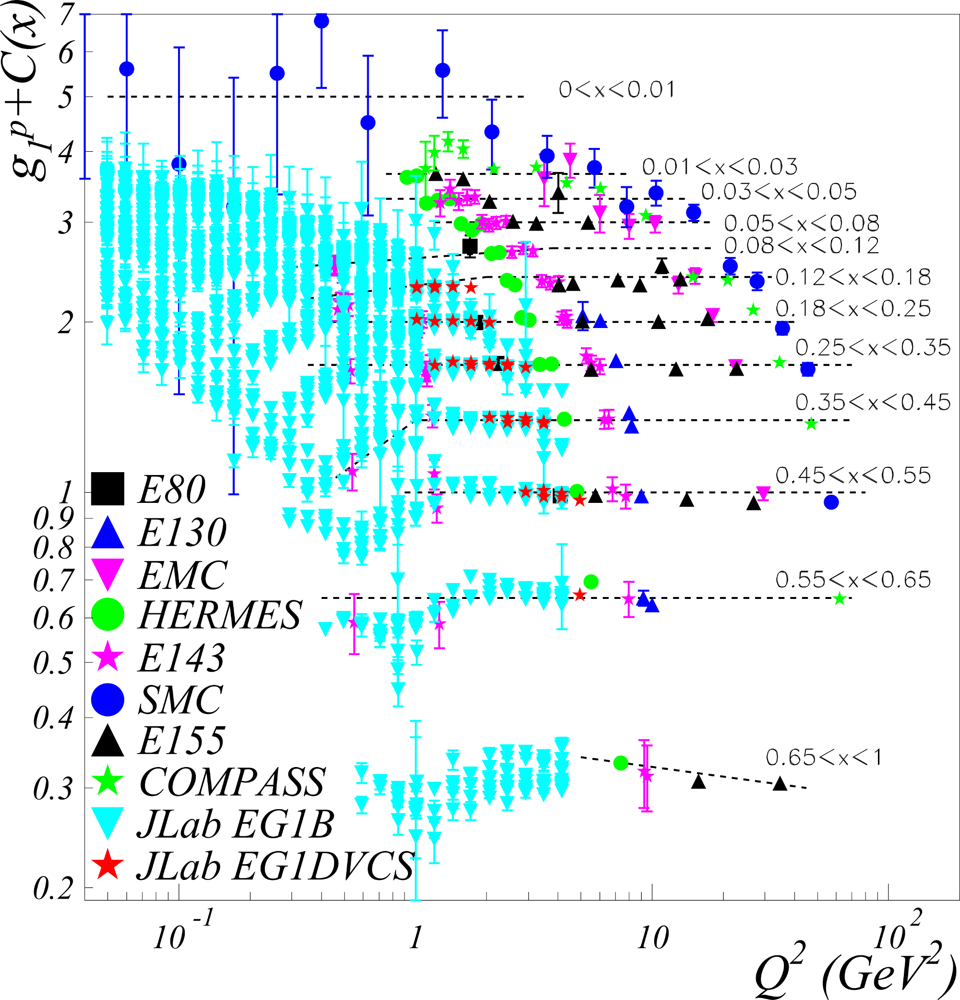 g₁ᵖ+C(x)
7
6
5
4
3
2
1
0.9
0.8
0.7
0.6
0.5
0.4
0.3
0.2
0<x<0.01
0.01<x<0.03
0.03<x<0.05
0.05<x<0.08
0.08<x<0.12
0.12<x<0.18
0.18<x<0.25
0.25<x<0.35
0.35<x<0.45
0.45<x<0.55
0.55<x<0.65
0.65<x<1
E80
E130
EMC
HERMES
E143
SMC
E155
COMPASS
JLab EG1B
JLab EG1DVCS
10⁻¹ 1 10 10²
Q² (GeV²)